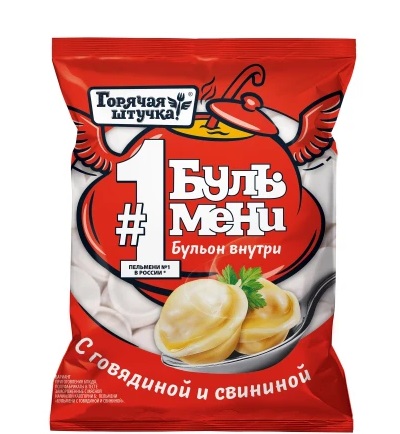 Горячая
штучка!
#1
Буль
мени
Бульон внутри
ПЕЛЬМЕНИ №1
В РОССИИ*
С говядиной и свининой